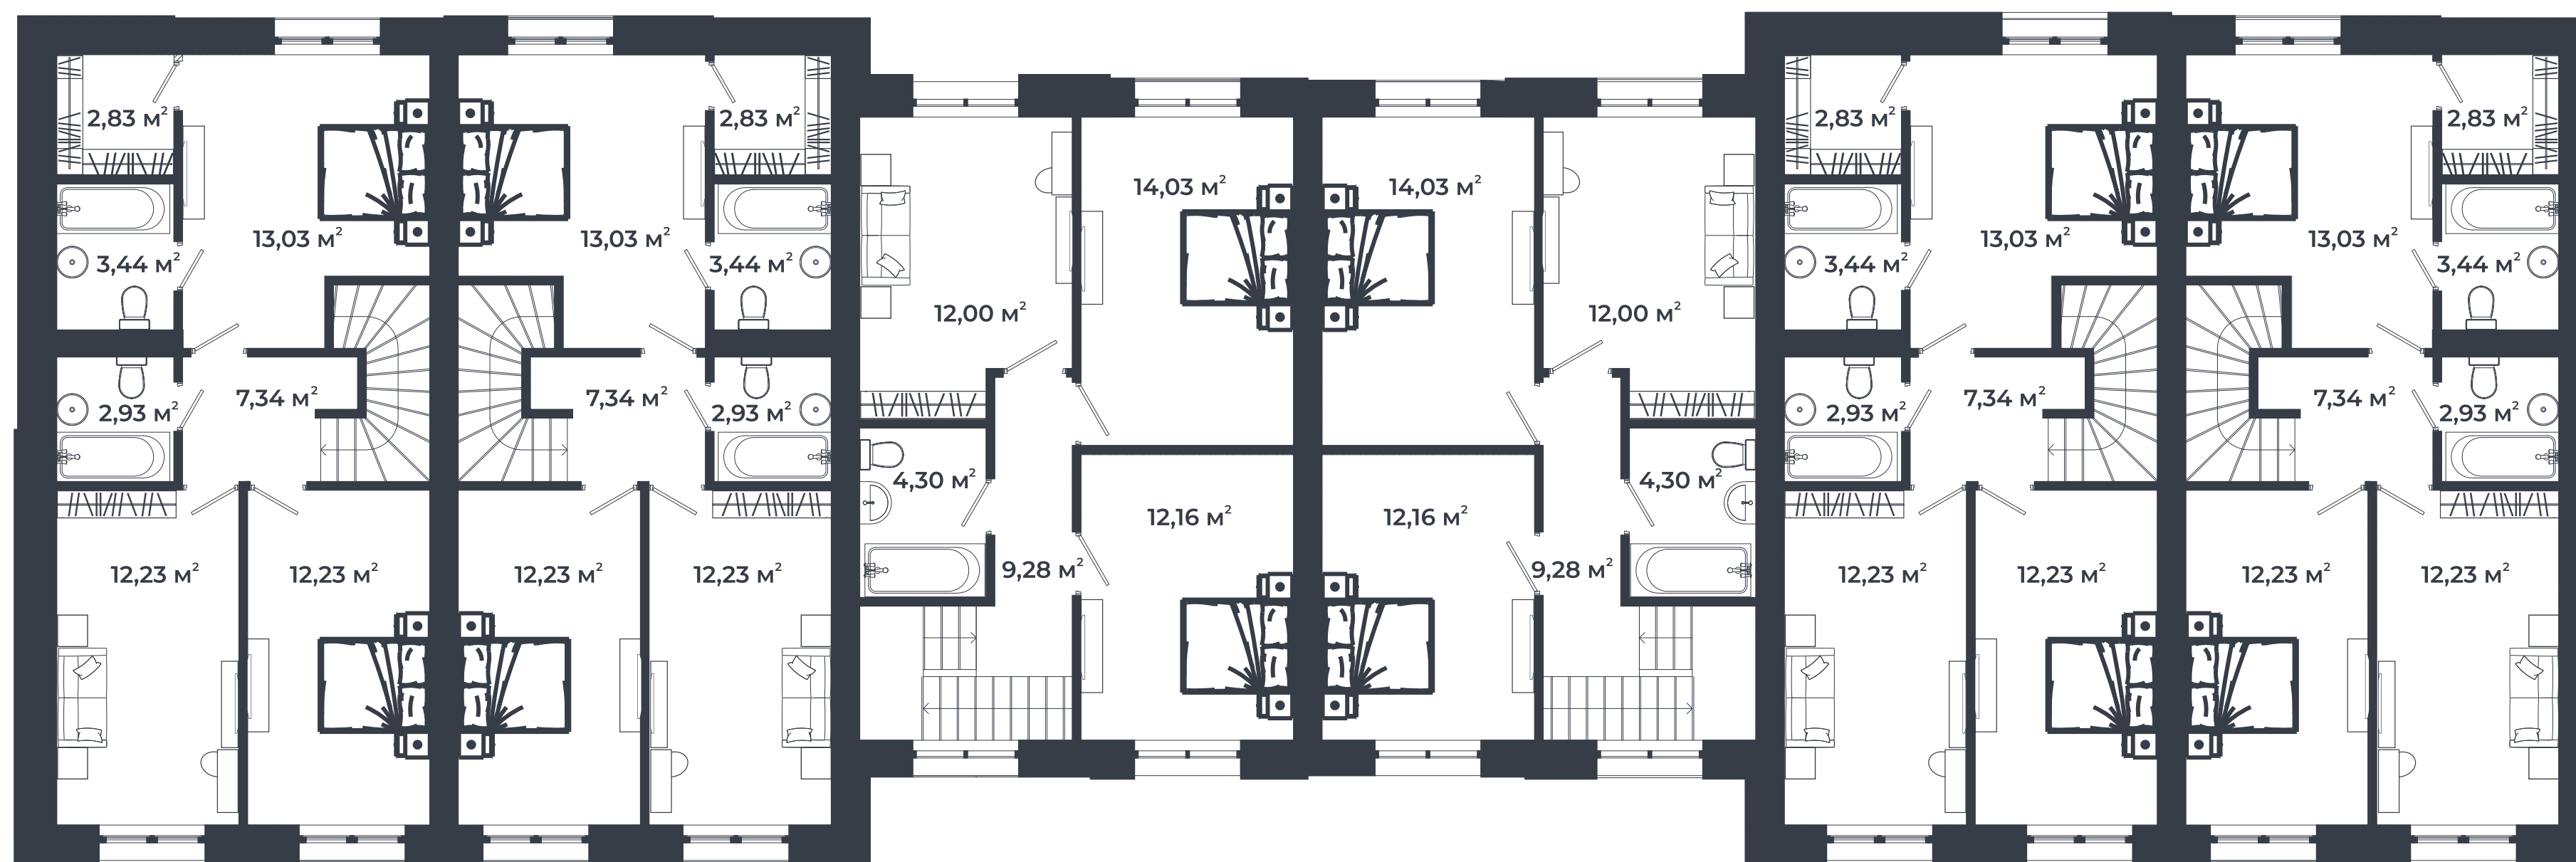 2,83 м²
2,83 м²
13,03 м²
13,03 м²
3,44 м²
3,44 м²
7,34 м²
7,34 м²
2,93 м²
2,93 м²
12,23 м²
12,23 м²
12,23 м²
12,23 м²
14,03 м²
14,03 м²
12,00 м²
12,00 м²
4,30 м²
4,30 м²
12,16 м²
12,16 м²
9,28 м²
9,28 м²
2,83 м²
2,83 м²
13,03 м²
13,03 м²
3,44 м²
3,44 м²
7,34 м²
7,34 м²
2,93 м²
2,93 м²
12,23 м²
12,23 м²
12,23 м²
12,23 м²